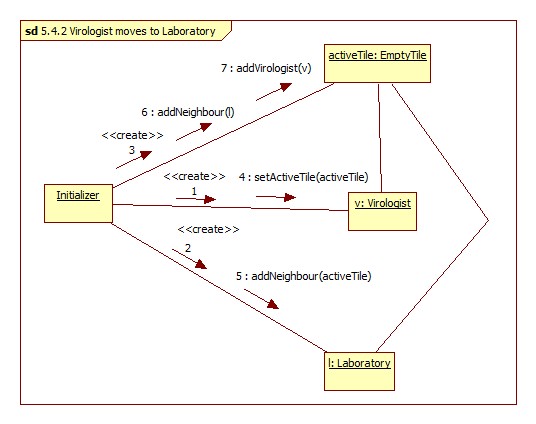 sd 5.4.2 Virologist moves to Laboratory
activeTile: EmptyTile
7 : addVirologist(v)
6 : addNeighbour(l)
<<create>>
3
<<create>>
1
4 : setActiveTile(activeTile)
Initializer
v: Virologist
<<create>>
2
5 : addNeighbour(activeTile)
l: Laboratory